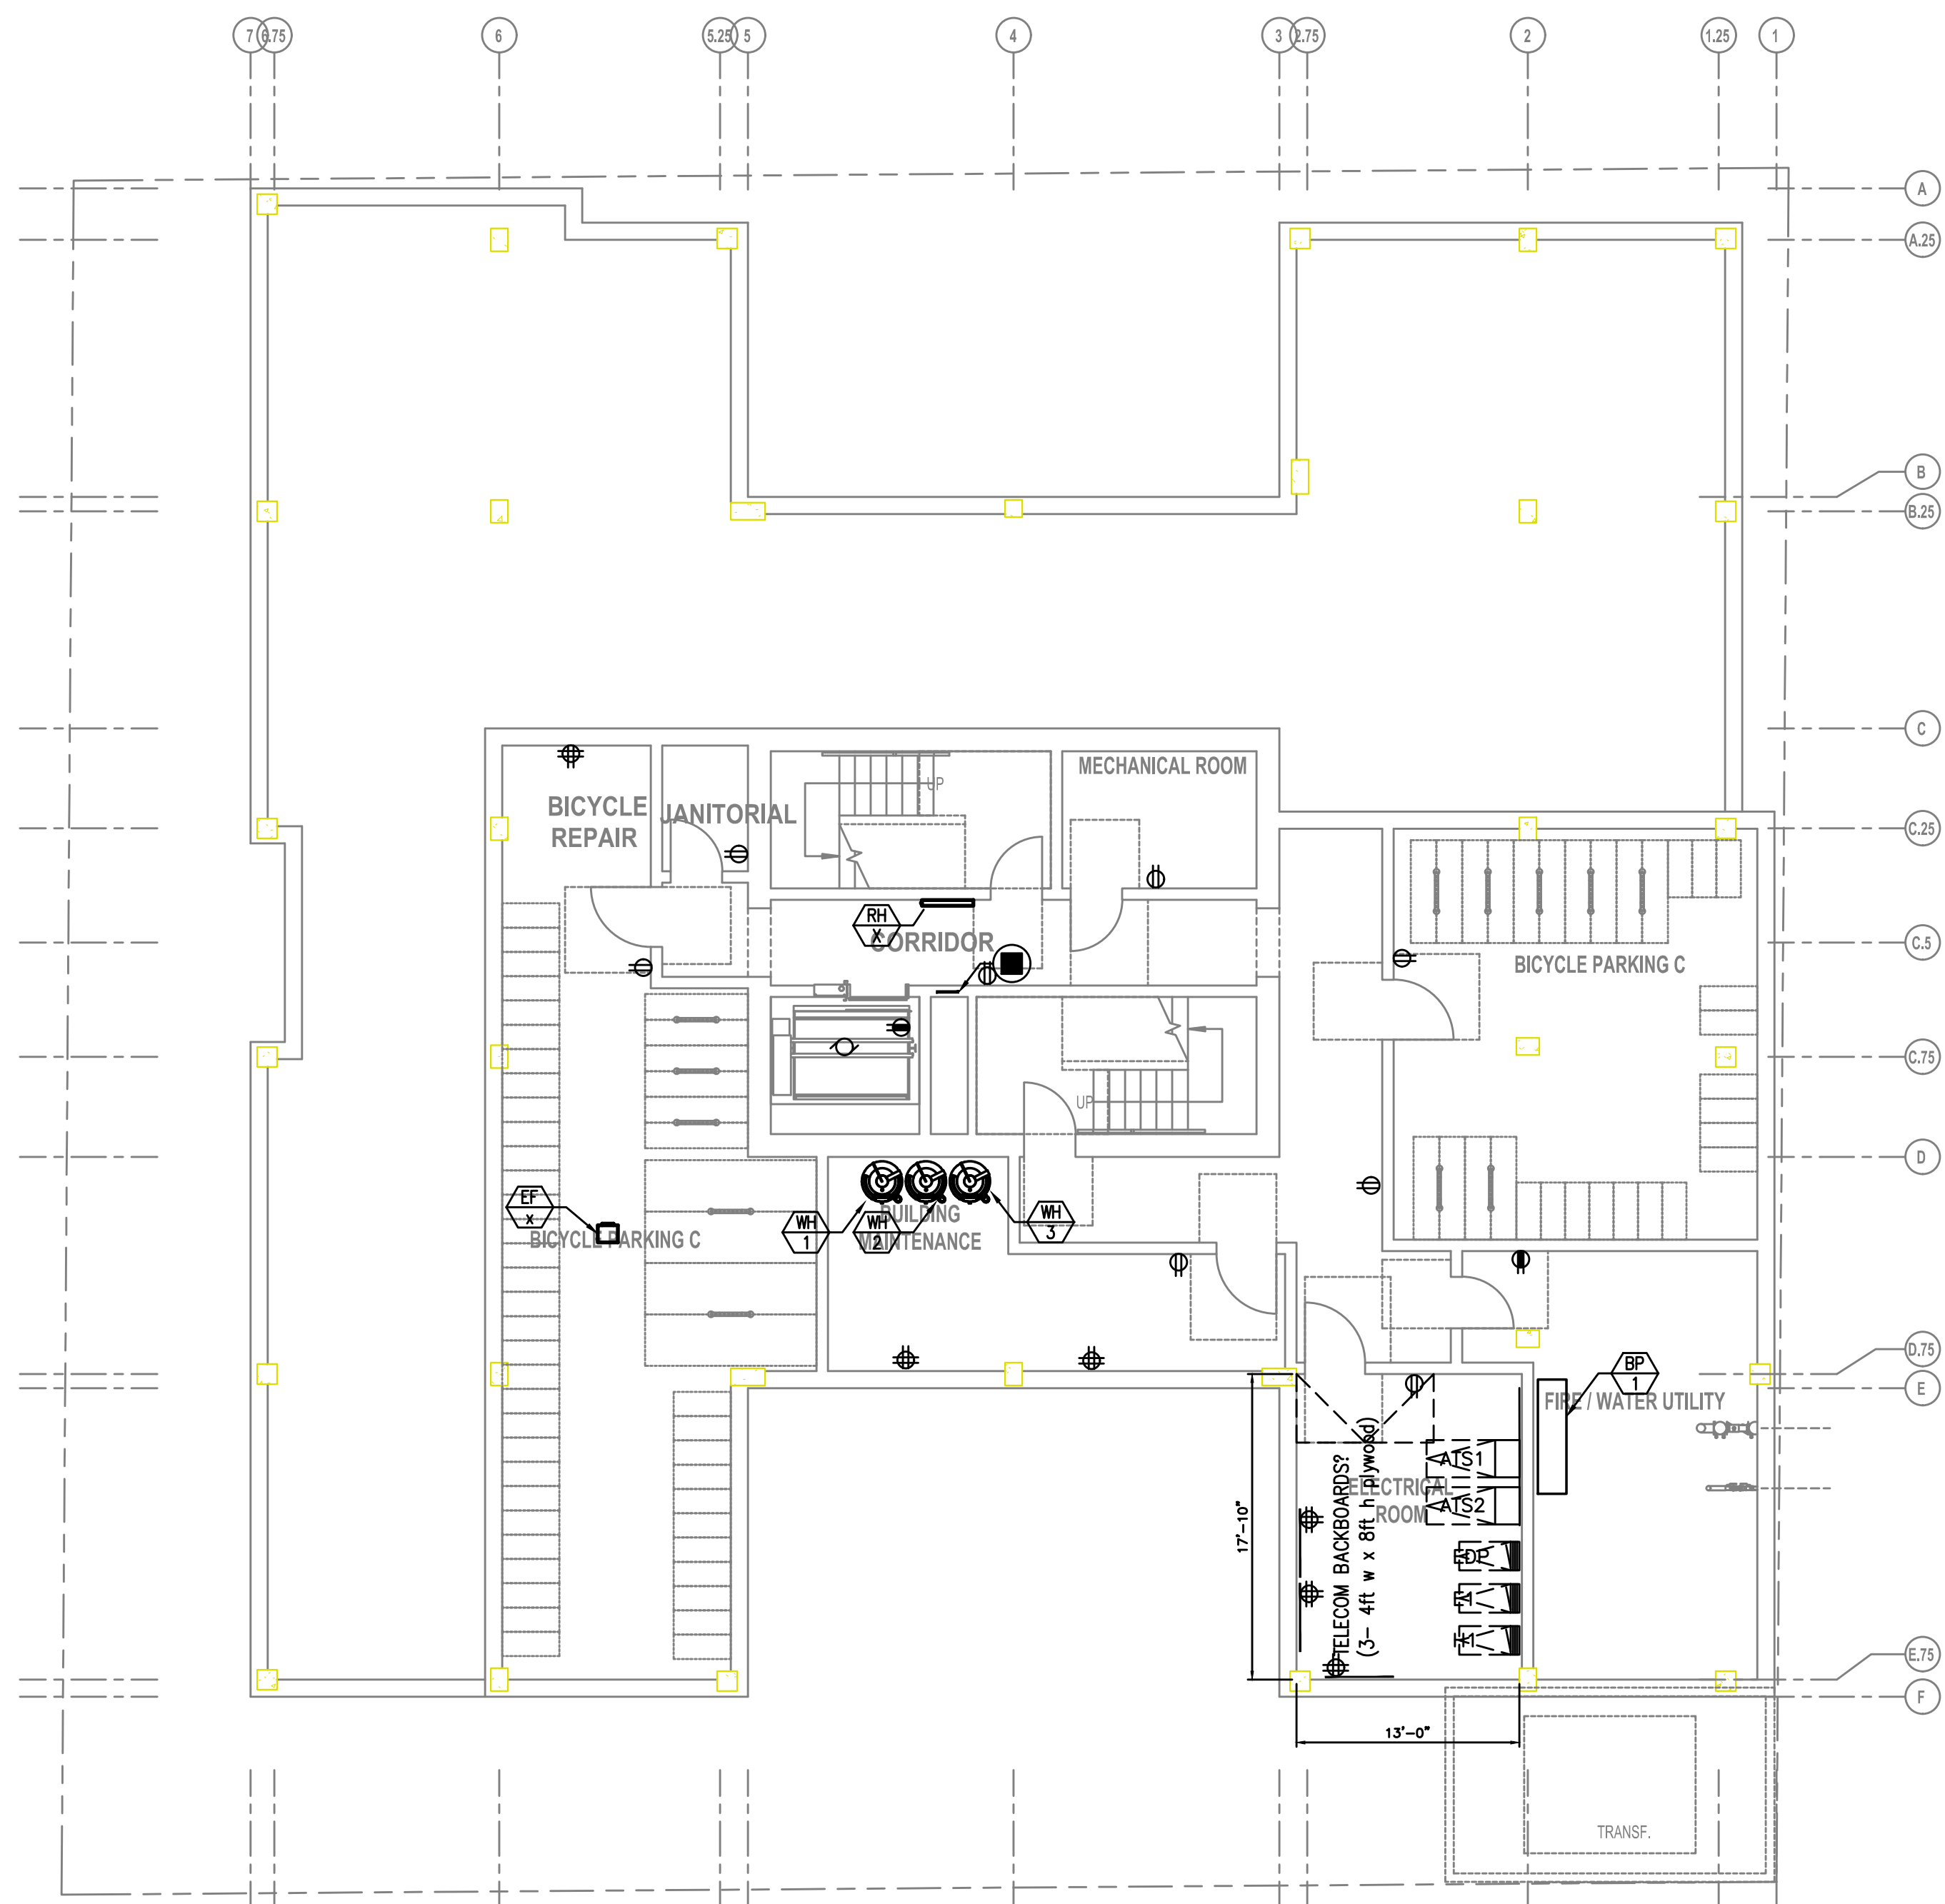 7
6.75
6
5.25
5
4
3
2.75
2
1.25
1
A
A.25
B
B.25
C
UP
MECHANICAL ROOM
BICYCLE
REPAIR
JANITORIAL
C.25
RH
X
CORRIDOR
C.5
BICYCLE PARKING C
C.75
UP
D
EF
x
BICYCLE PARKING C
WH
1
WH
2
WH
3
BUILDING
MAINTENANCE
D.75
BP
1
E
FIRE / WATER UTILITY
ATS1
ELECTRICAL
ROOM
ATS2
TELECOM BACKBOARDS?
(3- 4ft w x 8ft h plywood)
17'-10"
EDP
E.75
F
13'-0"
TRANSF.